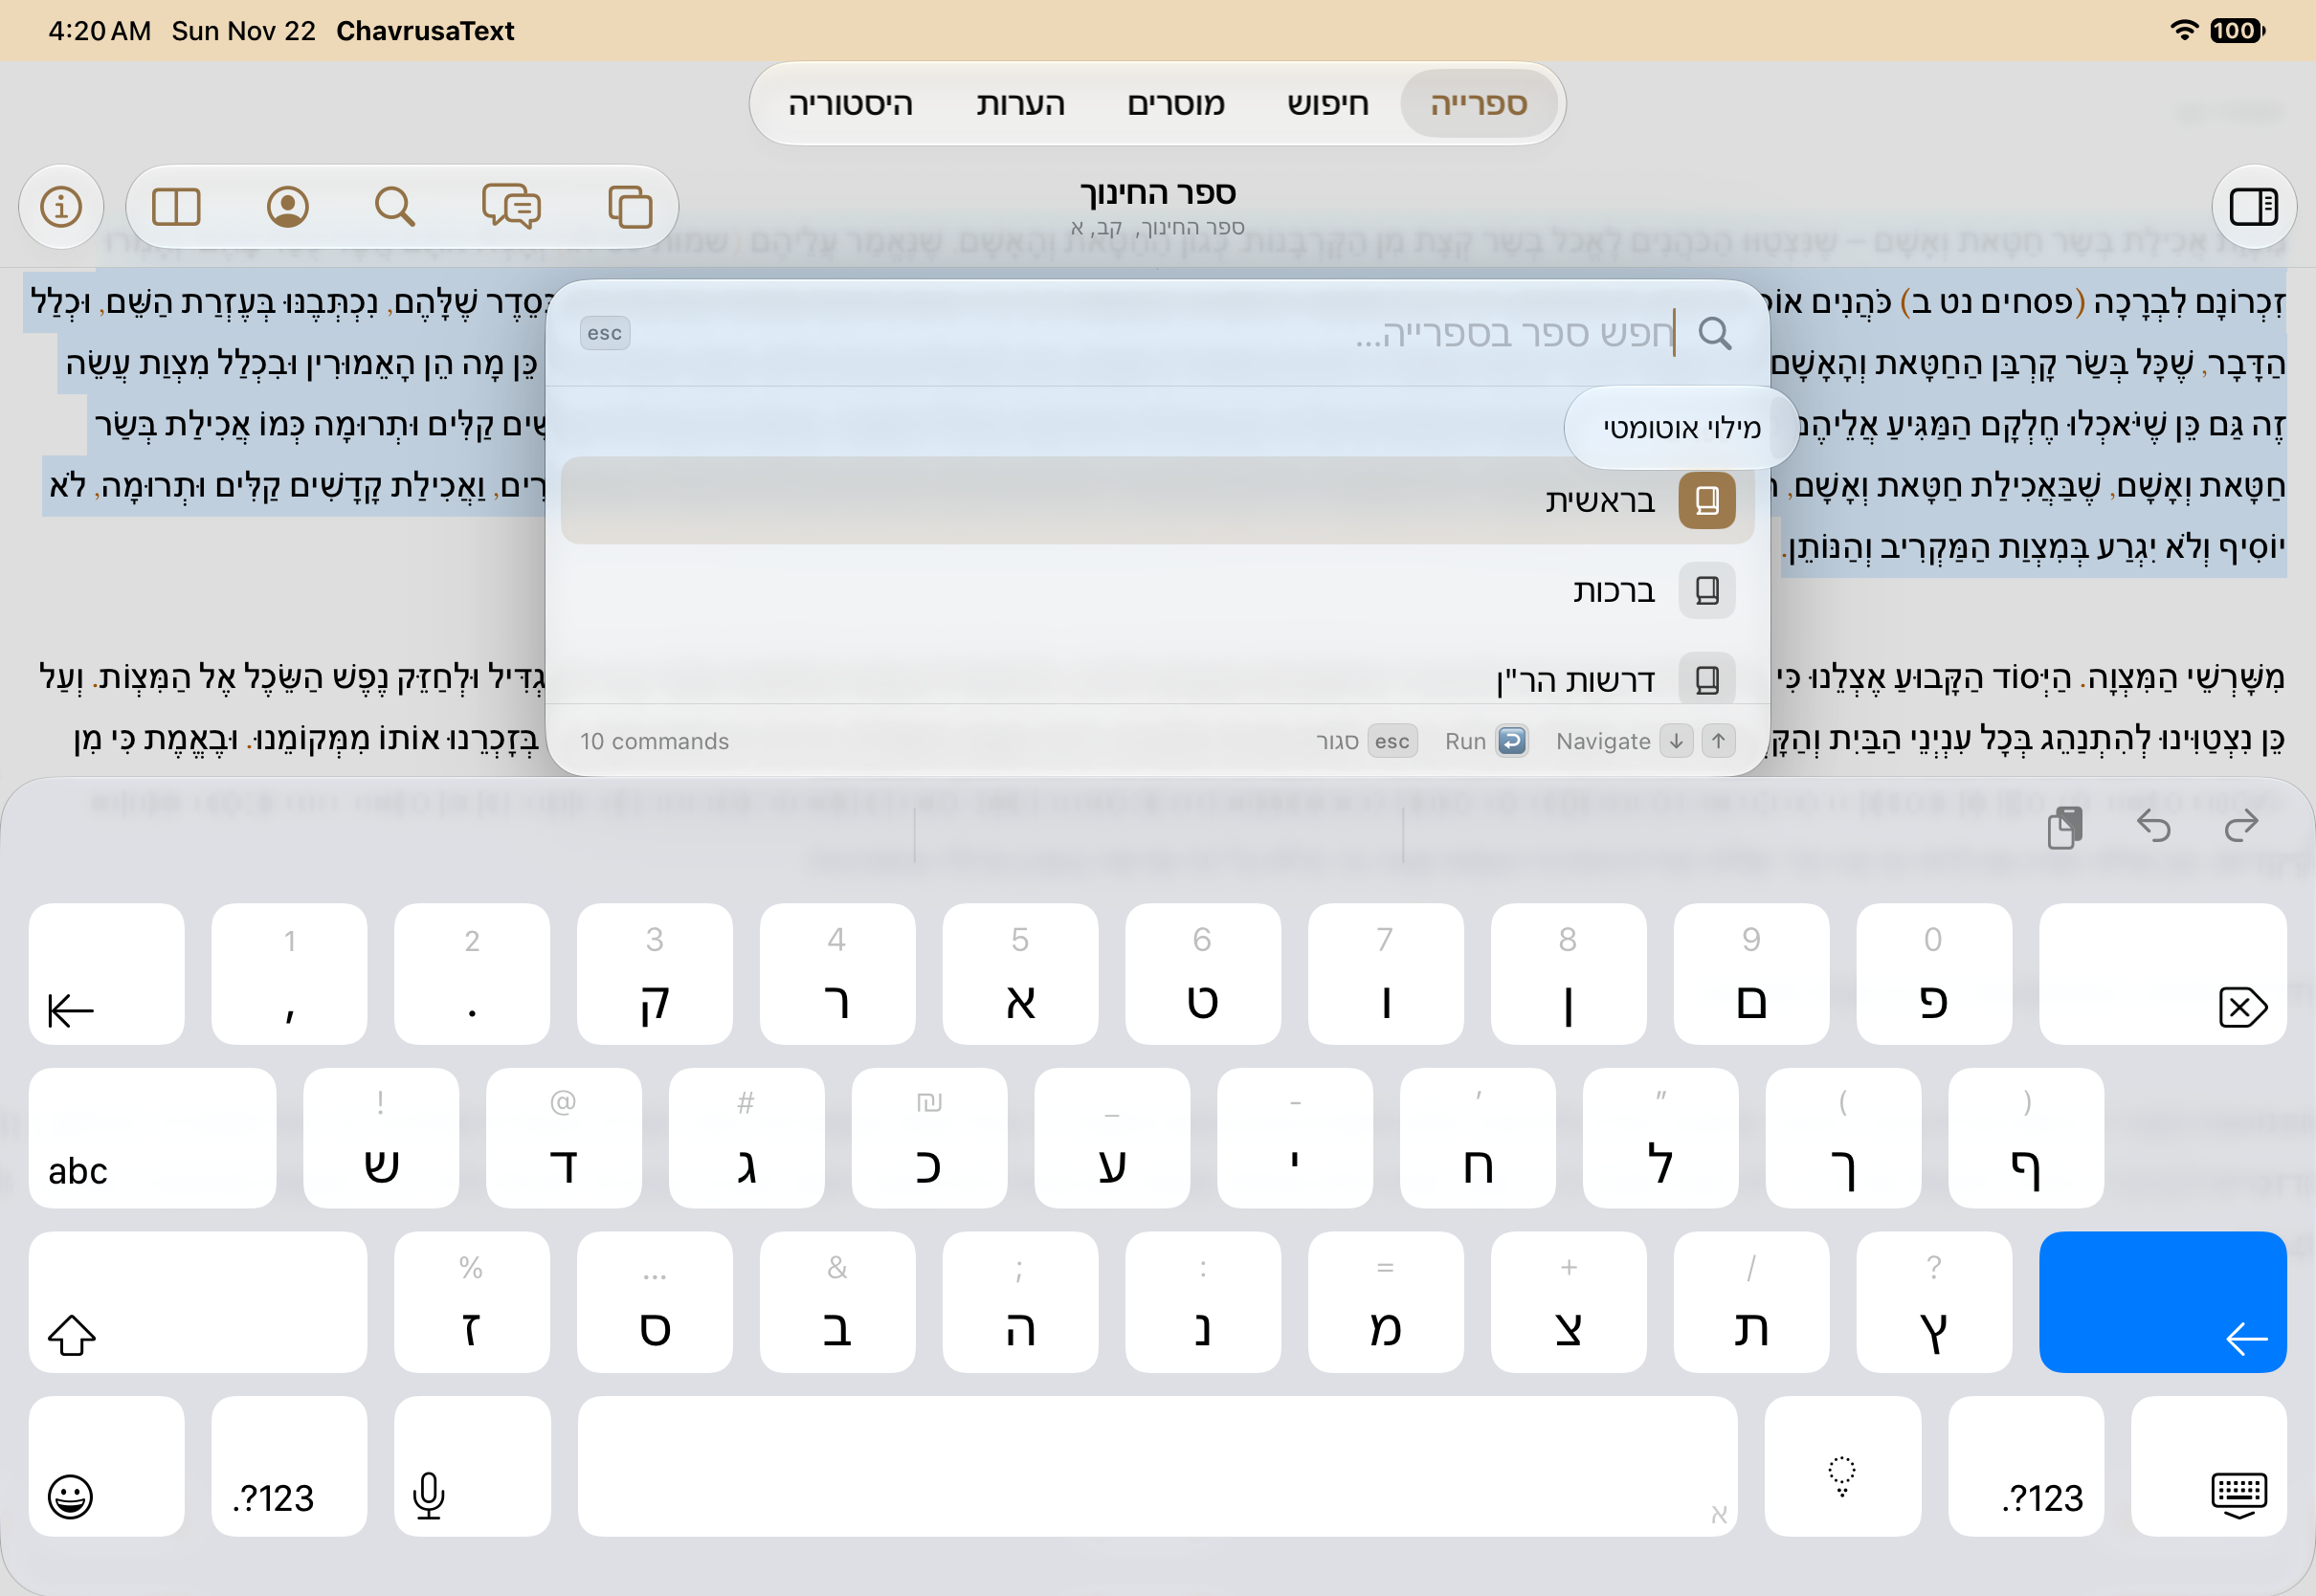 4:20 AM Sun Nov 22 ChavrusaText 100
ספרייה חיפוש מוסרים הערות היסטוריה
ספר החינוך
ספר החינוך, קב, א
זִכְרוֹנָם לִבְרָכָה (פסחים נט ב) כֹּהֲנִים
בַּסֵּדֶר שֶׁלָּהֶם, נִכְתְּבֶנּוּ בְּעֶזְרַת הַשֵּׁם, וּכְלַל
הַדָּבָר, שֶׁכָּל בְּשַׂר קָרְבַּן הַחַטָּאת וְהָאָשָׁם
כֵּן מָה הֵן הָאֵמוּרִין וּבִכְלַל מִצְוַת עֲשֵׂה
זֶה גַּם כֵּן שֶׁיֹּאכְלוּ חֶלְקָם הַמַּגִּיעַ אֲלֵיהֶם
קַלִּים וּתְרוּמָה כְּמוֹ אֲכִילַת בְּשַׂר
חַטָּאת וְאָשָׁם, שֶׁבַּאֲכִילַת חַטָּאת וְאָשָׁם,
וַאֲכִילַת קָדָשִׁים קַלִּים וּתְרוּמָה, לֹא
יוֹסִיף וְלֹא יִגְרַע בְּמִצְוַת הַמַּקְרִיב וְהַנּוֹתֵן.
מִשָּׁרְשֵׁי הַמִּצְוָה. הַיְּסוֹד הַקָּבוּעַ אֶצְלֵנוּ כִּי
וּלְחַזֵּק נֶפֶשׁ הַשֵּׂכֶל אֶל הַמִּצְוֹת. וְעַל
כֵּן נִצְטַוִּינוּ לְהִתְנַהֵג בְּכָל עִנְיְנֵי הַבַּיִת
בְּזָכְרֵנוּ אוֹתוֹ מִמְּקוֹמֵנוּ. וּבֶאֱמֶת כִּי מִן
חפש ספר בספרייה...
esc
מילוי אוטומטי
בראשית
ברכות
דרשות הר"ן
↑ ↓ Navigate Run esc סגור
10 commands
1 2 3 4 5 6 7 8 9 0
, . ק ר א ט ו ן ם פ
! @ # ₪ _ - ' " ( )
abc ש ד ג כ ע י ח ל ך ף
% ... & ; : = + / ?
ז ס ב ה נ מ צ ת ץ
.?123 א .?123